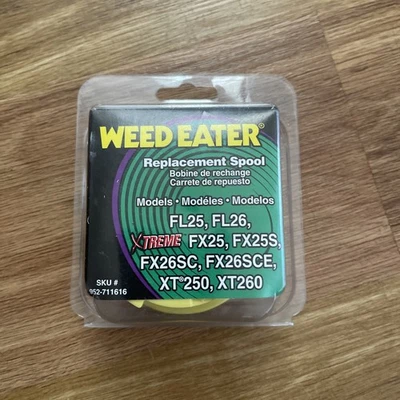 WEED EATER®
Replacement Spool
Bobine de rechange
Carrete de repuesto
Models • Modéles • Modelos
FL25, FL26,
XTREME FX25, FX25S,
FX26SC, FX26SCE,
XT®250, XT260
SKU #
952-711616